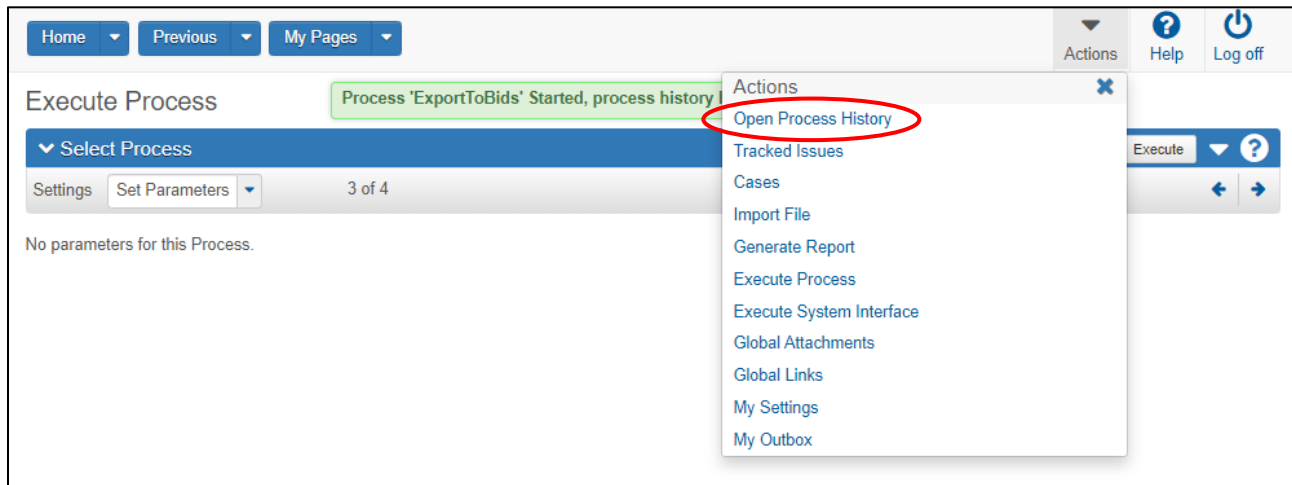 Home Previous My Pages Actions Help Log off
Execute Process Process 'ExportToBids' Started, process history
Select Process Execute
Settings Set Parameters 3 of 4
No parameters for this Process.
Actions
Open Process History
Tracked Issues
Cases
Import File
Generate Report
Execute Process
Execute System Interface
Global Attachments
Global Links
My Settings
My Outbox